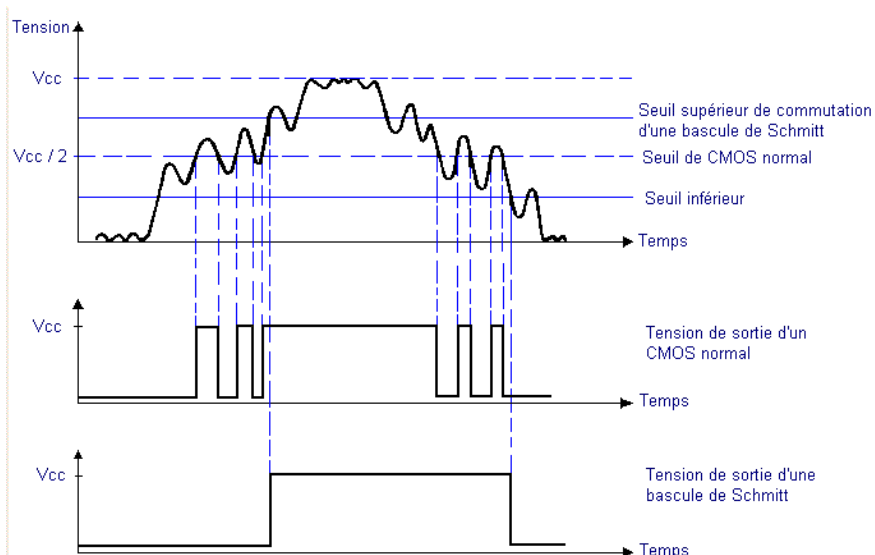 Tension
Vcc
Seuil supérieur de commutation
d'une bascule de Schmitt
Vcc / 2
Seuil de CMOS normal
Seuil inférieur
Temps
Vcc
Tension de sortie d'un
CMOS normal
Temps
Vcc
Tension de sortie d'une
bascule de Schmitt
Temps